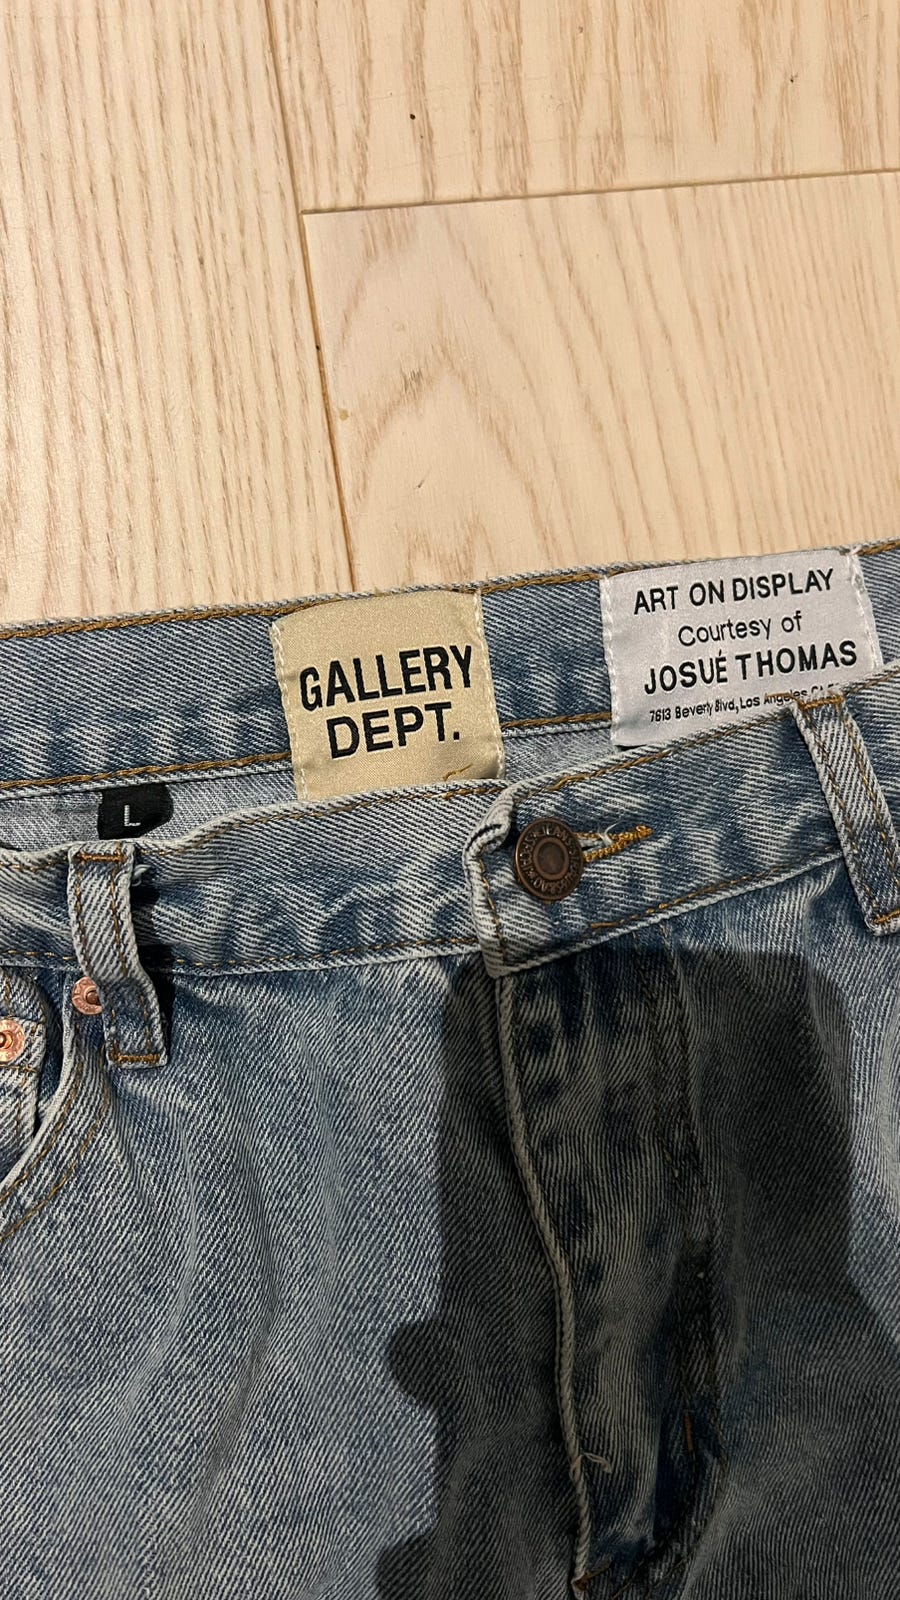 GALLERY
DEPT.
ART ON DISPLAY
Courtesy of
JOSUÉ THOMAS
7613 Beverly Blvd, Los Angeles
L